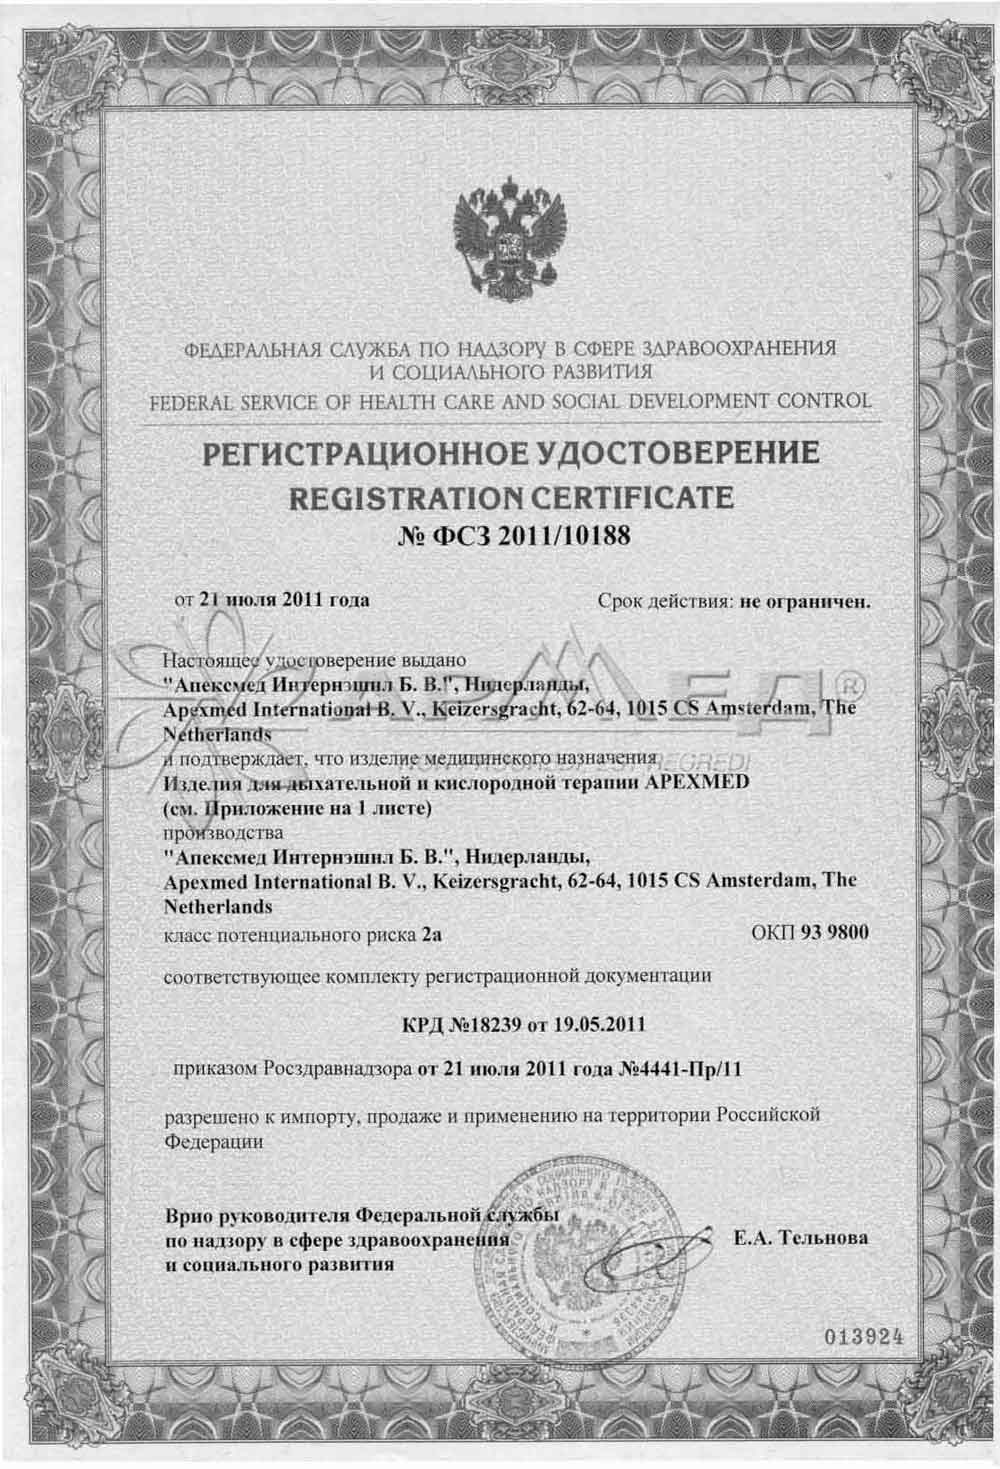 ФЕДЕРАЛЬНАЯ СЛУЖБА ПО НАДЗОРУ В СФЕРЕ ЗДРАВООХРАНЕНИЯ
И СОЦИАЛЬНОГО РАЗВИТИЯ
FEDERAL SERVICE OF HEALTH CARE AND SOCIAL DEVELOPMENT CONTROL
РЕГИСТРАЦИОННОЕ УДОСТОВЕРЕНИЕ
REGISTRATION CERTIFICATE
№ ФСЗ 2011/10188
от 21 июля 2011 года Срок действия: не ограничен.
Настоящее удостоверение выдано
"Апексмед Интернэшнл Б. В.", Нидерланды,
АРМЕД®
Apexmed International B. V., Keizersgracht, 62-64, 1015 CS Amsterdam, The
Netherlands
и подтверждает, что изделие медицинского назначения
NON PROGREDI EST REGREDI
Изделия для дыхательной и кислородной терапии APEXMED
(см. Приложение на 1 листе)
производства
"Апексмед Интернэшнл Б. В.", Нидерланды,
Apexmed International B. V., Keizersgracht, 62-64, 1015 CS Amsterdam, The
Netherlands
класс потенциального риска 2а ОКП 93 9800
соответствующее комплекту регистрационной документации
КРД №18239 от 19.05.2011
приказом Росздравнадзора от 21 июля 2011 года №4441-Пр/11
разрешено к импорту, продаже и применению на территории Российской
Федерации
Врио руководителя Федеральной службы
по надзору в сфере здравоохранения
и социального развития
Е.А. Тельнова
013924